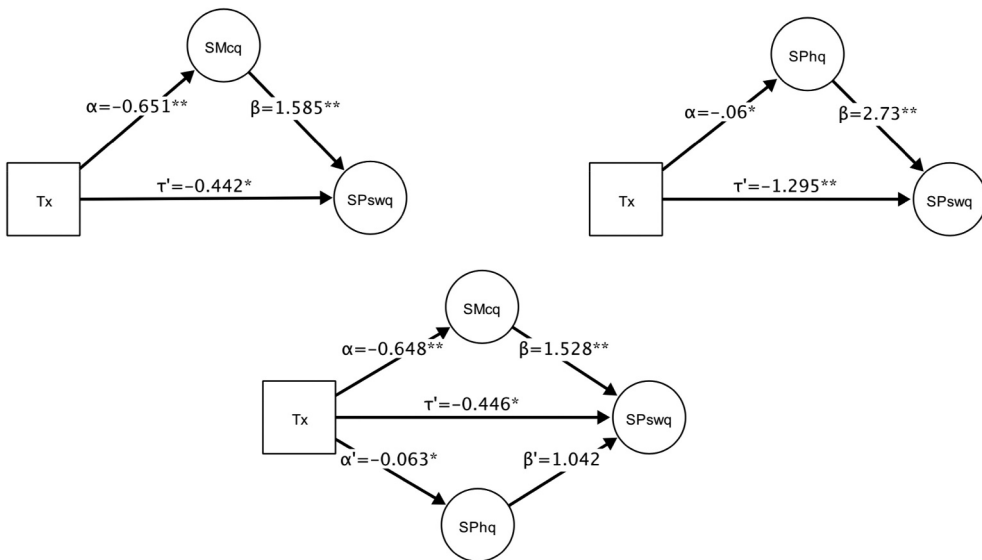 SMcq
α=-0.651**
β=1.585**
Tx
τ'=-0.442*
SPswq
SPhq
α=-.06*
β=2.73**
Tx
τ'=-1.295**
SPswq
SMcq
α=-0.648**
β=1.528**
Tx
τ'=-0.446*
SPswq
α'=-0.063*
β'=1.042
SPhq